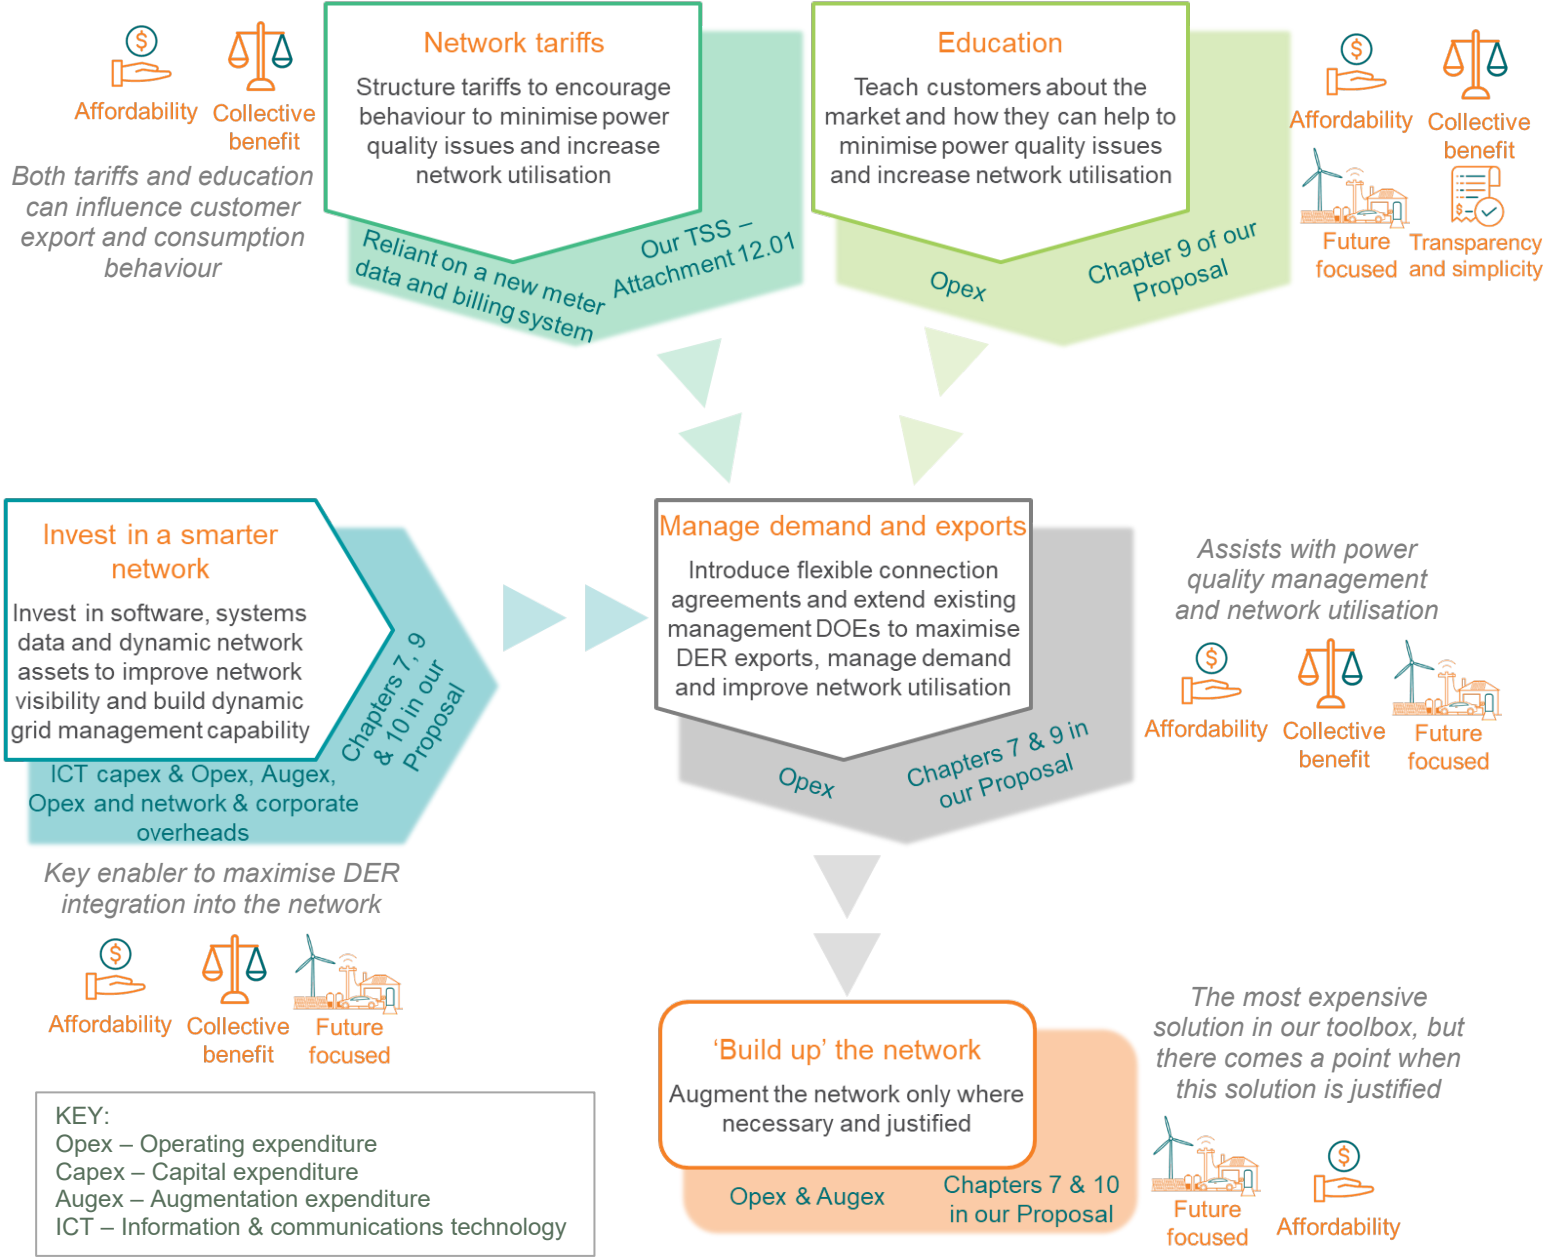 Network tariffs
Structure tariffs to encourage
behaviour to minimise power
quality issues and increase
network utilisation
Reliant on a new meter
data and billing system
Our TSS –
Attachment 12.01
Affordability
Collective
benefit
Both tariffs and education
can influence customer
export and consumption
behaviour
Education
Teach customers about the
market and how they can help to
minimise power quality issues
and increase network utilisation
Opex
Chapter 9 of our
Proposal
Affordability
Collective
benefit
Future
focused
Transparency
and simplicity
Invest in a smarter
network
Invest in software, systems
data and dynamic network
assets to improve network
visibility and build dynamic
grid management capability
Chapters 7, 9
& 10 in our
Proposal
ICT capex & Opex, Augex,
Opex and network & corporate
overheads
Key enabler to maximise DER
integration into the network
Affordability
Collective
benefit
Future
focused
Manage demand and exports
Introduce flexible connection
agreements and extend existing
management DOEs to maximise
DER exports, manage demand
and improve network utilisation
Opex
Chapters 7 & 9 in
our Proposal
Assists with power
quality management
and network utilisation
Affordability
Collective
benefit
Future
focused
‘Build up’ the network
Augment the network only where
necessary and justified
Opex & Augex
Chapters 7 & 10
in our Proposal
The most expensive
solution in our toolbox, but
there comes a point when
this solution is justified
Future
focused
Affordability
KEY:
Opex – Operating expenditure
Capex – Capital expenditure
Augex – Augmentation expenditure
ICT – Information & communications technology